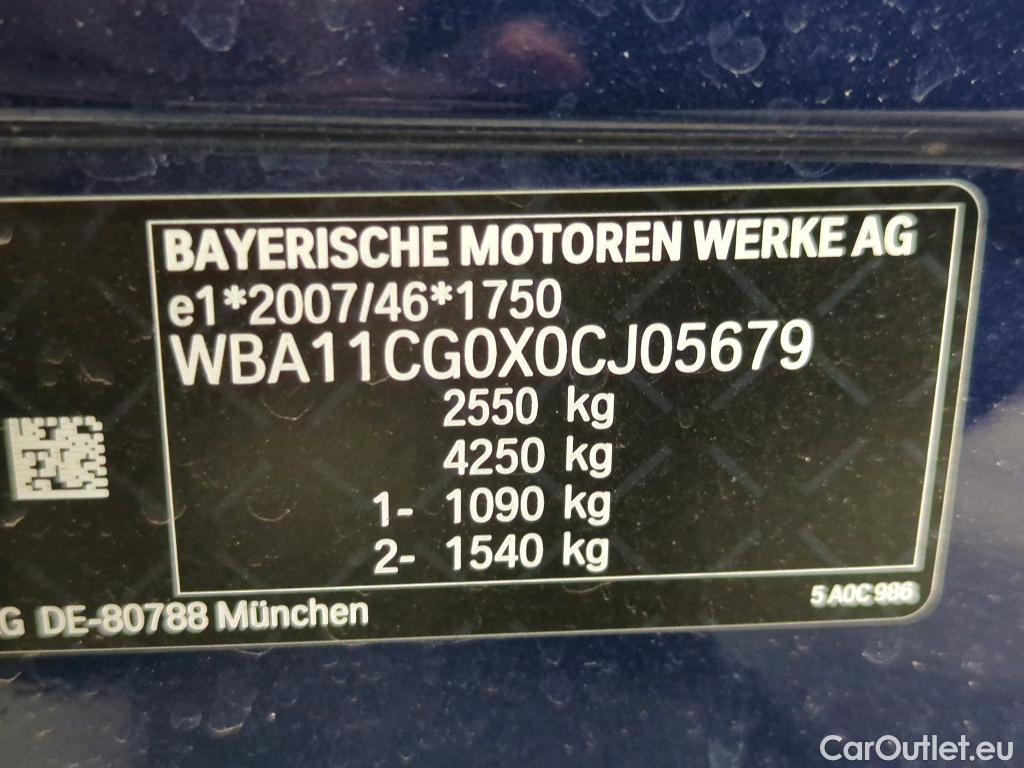 BAYERISCHE MOTOREN WERKE AG
e1*2007/46*1750
WBA11CG0X0CJ05679
2550 kg
4250 kg
1- 1090 kg
2- 1540 kg
5 A0C 986
G DE-80788 München
CarOutlet.eu